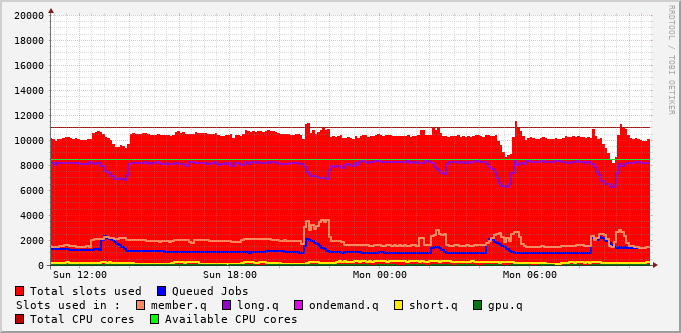 RRDTOOL / TOBI OETIKER
20000
18000
16000
14000
12000
10000
8000
6000
4000
2000
0
Sun 12:00 Sun 18:00 Mon 00:00 Mon 06:00
Total slots used Queued Jobs
Slots used in : member.q long.q ondemand.q short.q gpu.q
Total CPU cores Available CPU cores